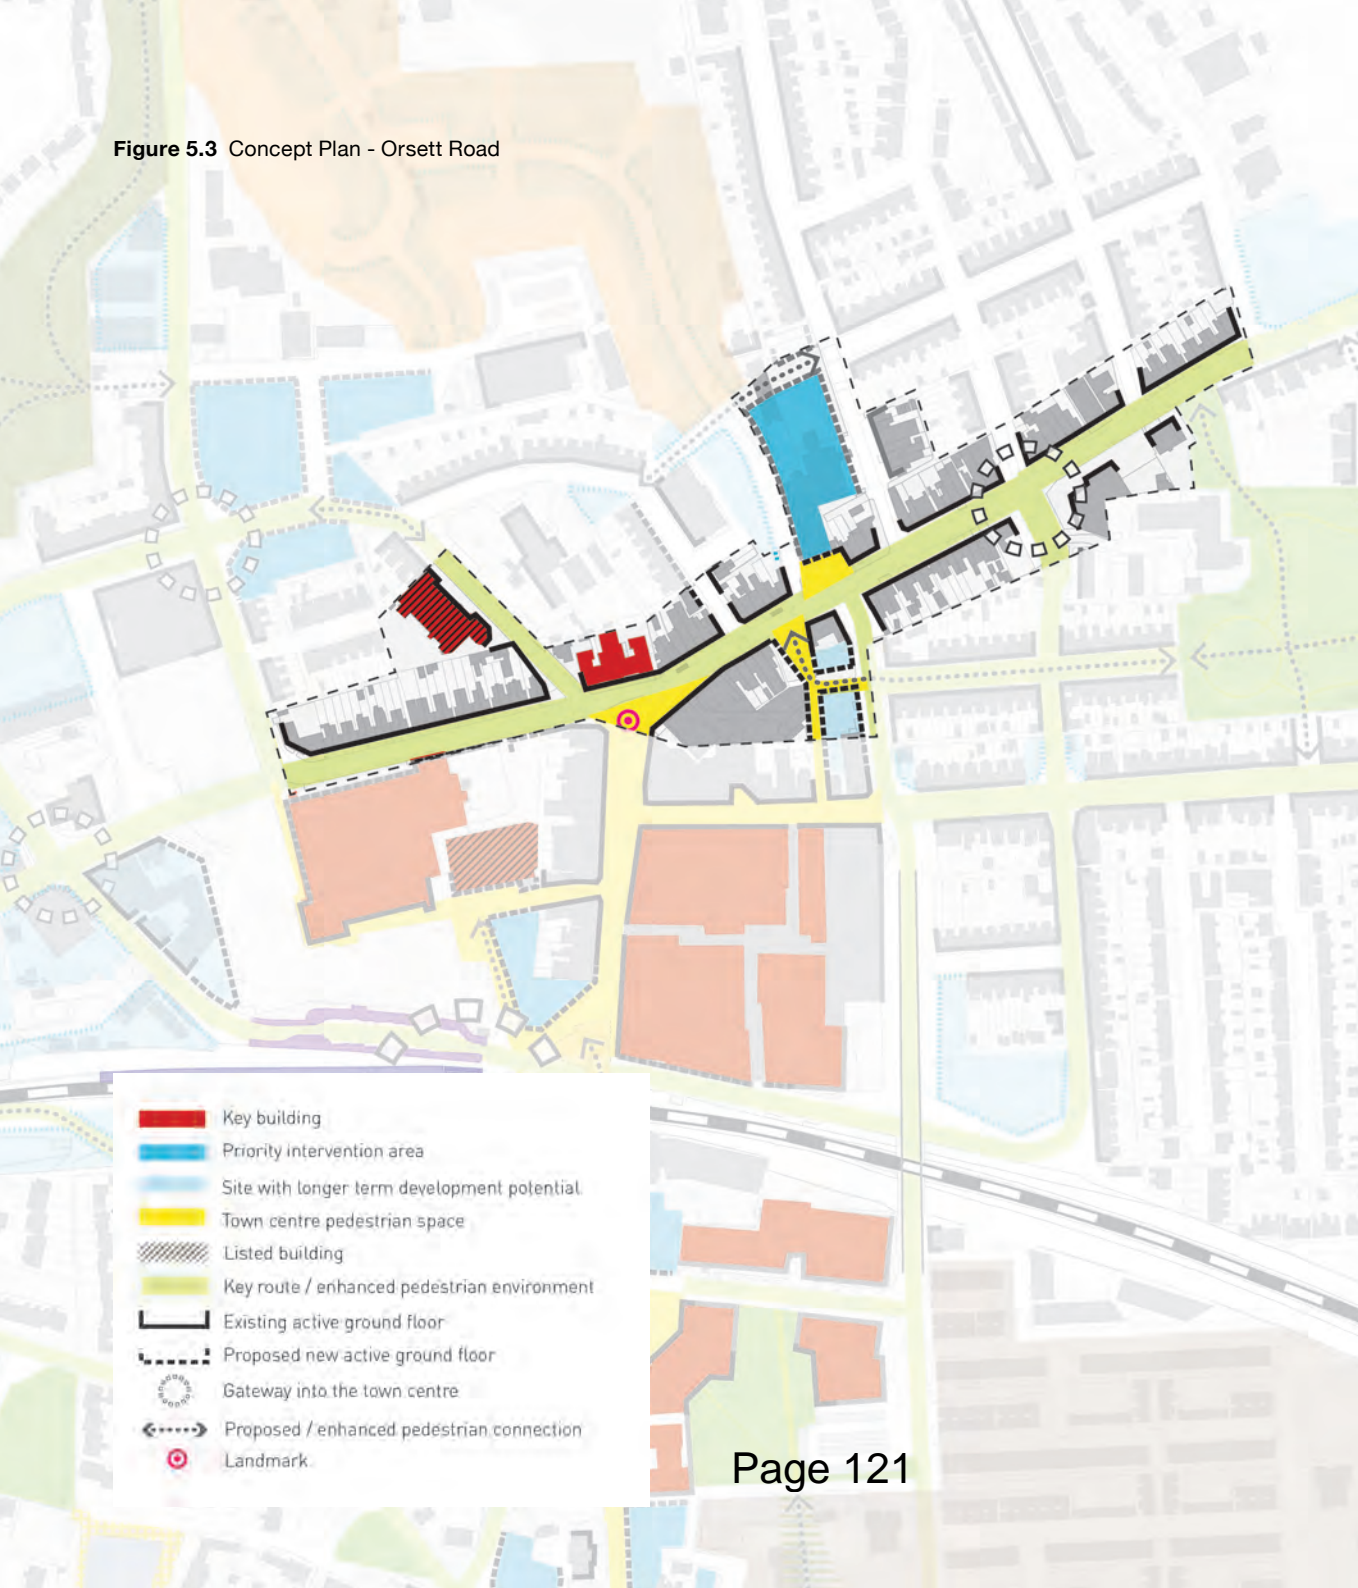 Figure 5.3 Concept Plan - Orsett Road
Key building
Priority intervention area
Site with longer term development potential
Town centre pedestrian space
Listed building
Key route / enhanced pedestrian environment
Existing active ground floor
Proposed new active ground floor
Gateway into the town centre
Proposed / enhanced pedestrian connection
Landmark
Page 121